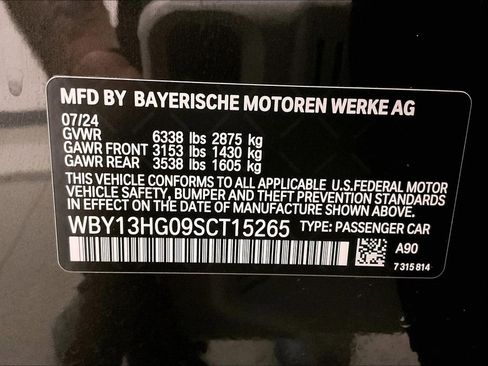 MFD BY BAYERISCHE MOTOREN WERKE AG
07/24
GVWR 6338 lbs 2875 kg
GAWR FRONT 3153 lbs 1430 kg
GAWR REAR 3538 lbs 1605 kg
THIS VEHICLE CONFORMS TO ALL APPLICABLE U.S.FEDERAL MOTOR
VEHICLE SAFETY, BUMPER AND THEFT PREVENTION STANDARDS
IN EFFECT ON THE DATE OF MANUFACTURE SHOWN ABOVE.
WBY13HG09SCT15265 TYPE: PASSENGER CAR
A90
7 315 814